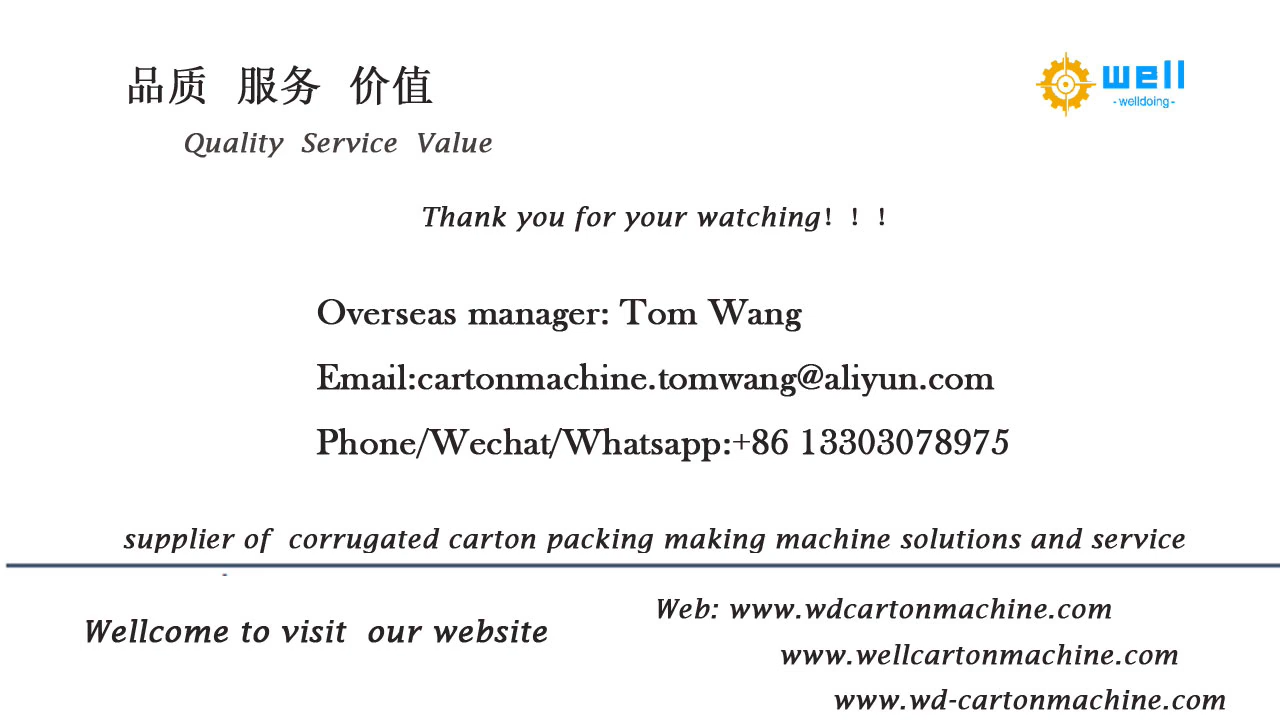 品质 服务 价值
well
-welldoing-
Quality Service Value
Thank you for your watching！！！
Overseas manager: Tom Wang
Email:cartonmachine.tomwang@aliyun.com
Phone/Wechat/Whatsapp:+86 13303078975
supplier of corrugated carton packing making machine solutions and service
Wellcome to visit our website
Web: www.wdcartonmachine.com
www.wellcartonmachine.com
www.wd-cartonmachine.com